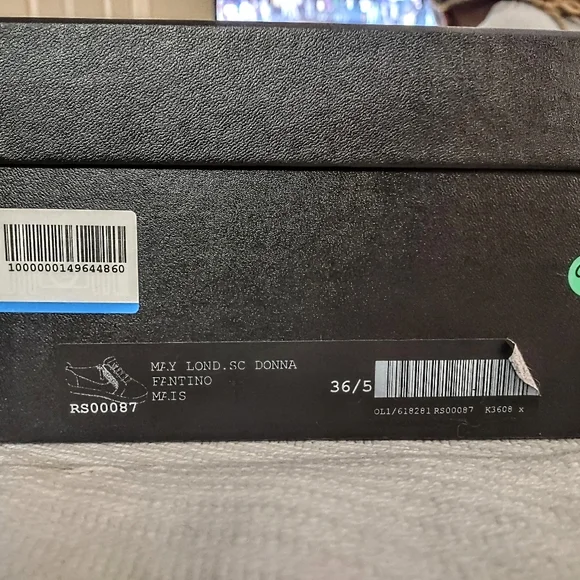 1000000149644860
MAY LOND.SC DONNA
FANTINO
MAIS
RS00087
36/5
OL1/618281 RS00087 K3608 x